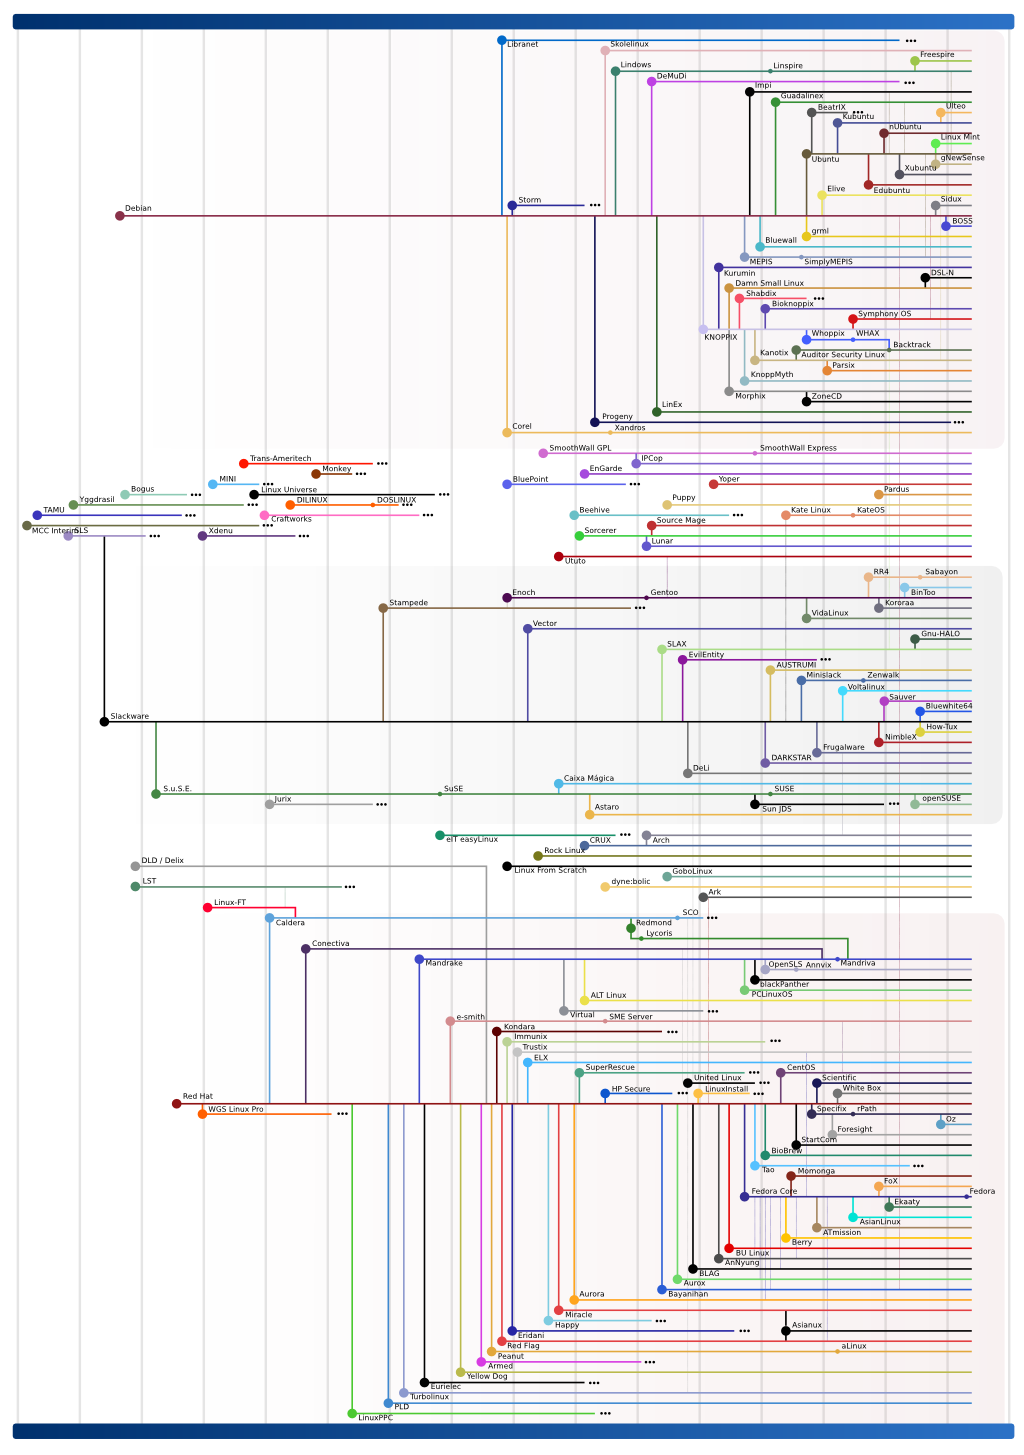 Libranet
Skolelinux
Freespire
Lindows
Linspire
DeMuDi
Impi
Guadalinex
BeatrIX
Ulteo
Kubuntu
nUbuntu
Linux Mint
Ubuntu
gNewSense
Xubuntu
Edubuntu
Elive
Storm
Sidux
Debian
BOSS
grml
Bluewall
MEPIS
SimplyMEPIS
Kurumin
DSL-N
Damn Small Linux
Shabdix
Bioknoppix
Symphony OS
KNOPPIX
Whoppix
WHAX
Backtrack
Kanotix
Auditor Security Linux
Parsix
KnoppMyth
Morphix
ZoneCD
LinEx
Progeny
Corel
Xandros
SmoothWall GPL
SmoothWall Express
Trans-Ameritech
IPCop
Monkey
EnGarde
MINI
BluePoint
Yoper
Bogus
Linux Universe
Pardus
Yggdrasil
DILINUX
DOSLINUX
Puppy
TAMU
Craftworks
Beehive
Kate Linux
KateOS
MCC Interim
Source Mage
SLS
Xdenu
Sorcerer
Lunar
Ututo
RR4
Sabayon
BinToo
Enoch
Gentoo
Stampede
Kororaa
VidaLinux
Vector
Gnu-HALO
SLAX
EvilEntity
AUSTRUMI
Minislack
Zenwalk
Voltalinux
Sauver
Bluewhite64
Slackware
How-Tux
NimbleX
Frugalware
DARKSTAR
DeLi
Caixa Mágica
S.u.S.E.
SuSE
SUSE
Jurix
Sun JDS
openSUSE
Astaro
eIT easyLinux
Arch
CRUX
Rock Linux
DLD / Delix
Linux From Scratch
GoboLinux
LST
dyne:bolic
Ark
Linux-FT
Caldera
SCO
Redmond
Lycoris
Conectiva
Mandrake
Mandriva
OpenSLS
Annvix
blackPanther
PCLinuxOS
ALT Linux
Virtual
e-smith
SME Server
Kondara
Immunix
Trustix
ELX
SuperRescue
CentOS
United Linux
Scientific
HP Secure
LinuxInstall
White Box
Red Hat
WGS Linux Pro
Specifix
rPath
Oz
Foresight
StartCom
BioBrew
Tao
Momonga
FoX
Fedora Core
Fedora
Ekaaty
AsianLinux
ATmission
Berry
BU Linux
AnNyung
BLAG
Aurox
Bayanihan
Aurora
Miracle
Happy
Asianux
Eridani
Red Flag
aLinux
Peanut
Armed
Yellow Dog
Eurielec
Turbolinux
PLD
LinuxPPC